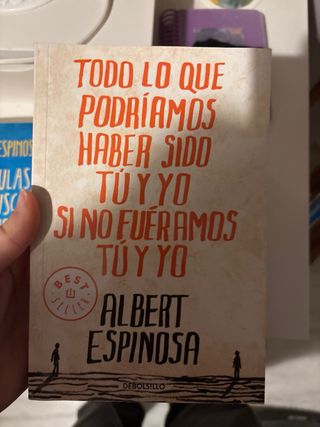 TODO LO QUE
PODRÍAMOS
HABER SIDO
TÚ Y YO
SI NO FUÉRAMOS
TÚ Y YO
BEST
SELLER
ALBERT
ESPINOSA
DEBOLSILLO